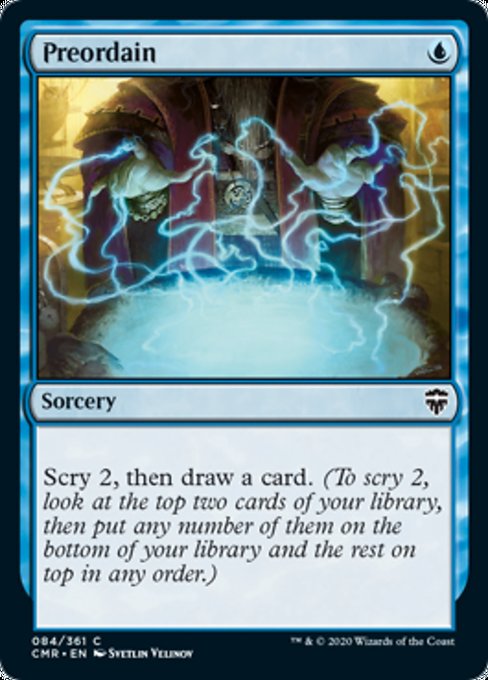 Preordain
Sorcery
Scry 2, then draw a card. (To scry 2,
look at the top two cards of your library,
then put any number of them on the
bottom of your library and the rest on
top in any order.)
084/361 C
CMR • EN Svetlin Velinov
™ & © 2020 Wizards of the Coast